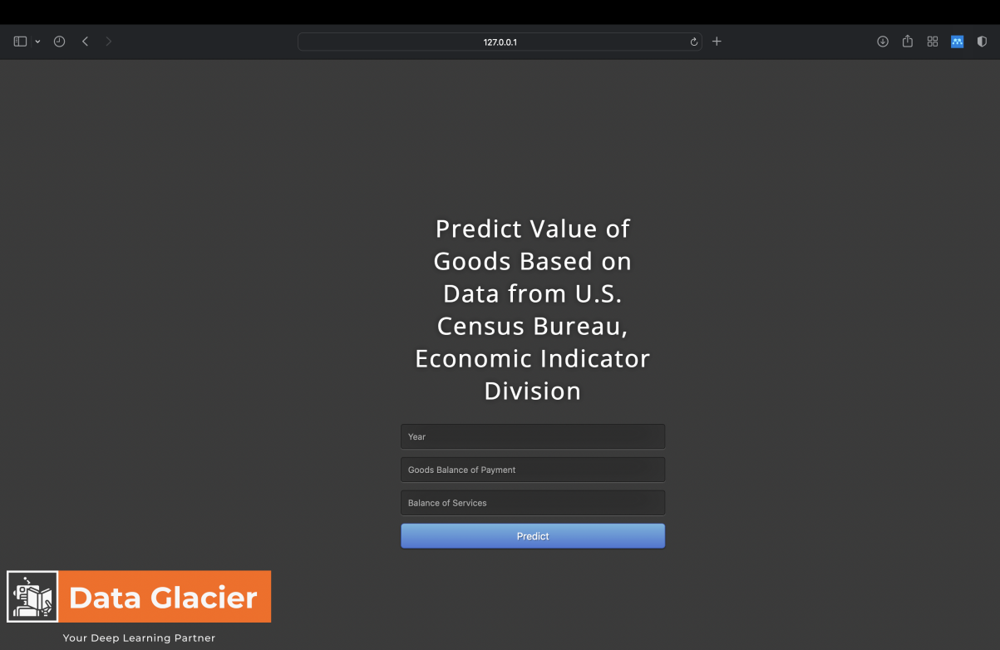 127.0.0.1
Predict Value of
Goods Based on
Data from U.S.
Census Bureau,
Economic Indicator
Division
Year
Goods Balance of Payment
Balance of Services
Predict
Data Glacier
Your Deep Learning Partner